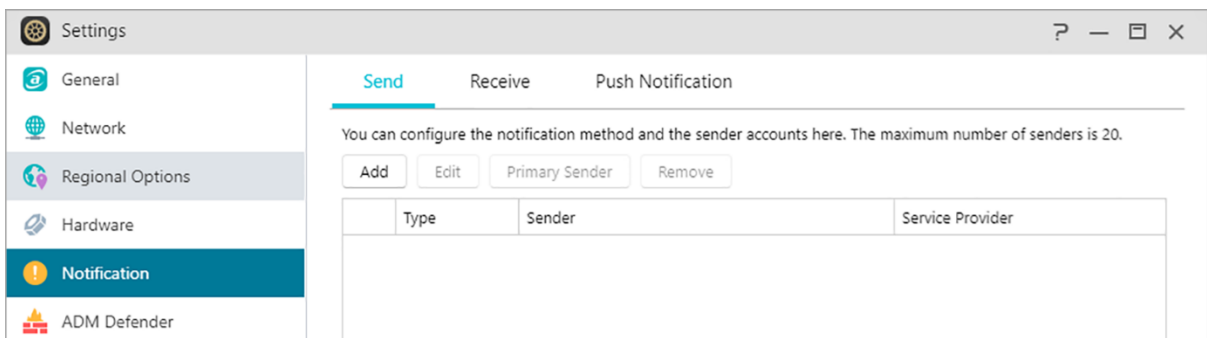 Settings
General
Network
Regional Options
Hardware
Notification
ADM Defender
Send Receive Push Notification
You can configure the notification method and the sender accounts here. The maximum number of senders is 20.
Add Edit Primary Sender Remove
Type Sender Service Provider